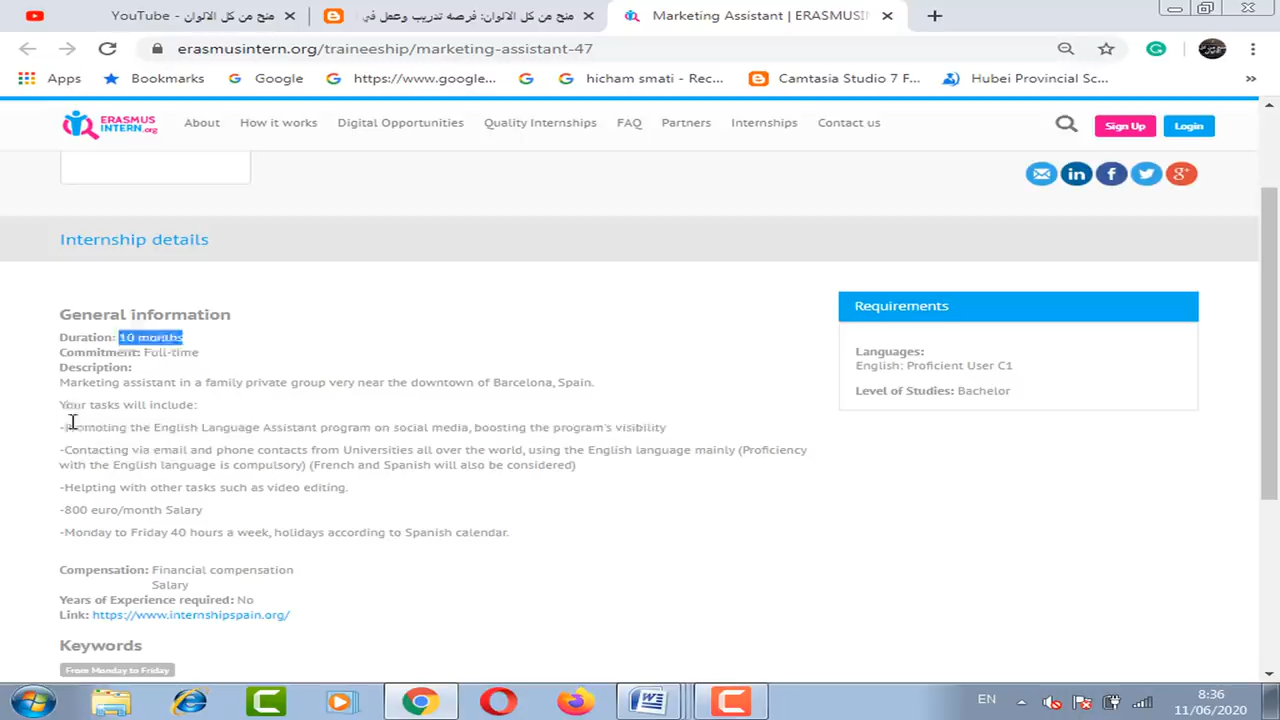 YouTube - منح من كل الالوان
منح من كل الالوان: فرصه تدريب وعمل في
Marketing Assistant | ERASMUSIN
erasmusintern.org/traineeship/marketing-assistant-47
Apps Bookmarks Google https://www.google... hicham smati - Rec... Camtasia Studio 7 F... Hubei Provincial Sc... »
ERASMUS
INTERN.org
About How it works Digital Opportunities Quality Internships FAQ Partners Internships Contact us Sign Up Login
Internship details
General information
Duration: 10 months
Commitment: Full-time
Description:
Marketing assistant in a family private group very near the downtown of Barcelona, Spain.
Your tasks will include:
-Promoting the English Language Assistant program on social media, boosting the program's visibility
-Contacting via email and phone contacts from Universities all over the world, using the English language mainly (Proficiency
with the English language is compulsory) (French and Spanish will also be considered)
-Helpting with other tasks such as video editing.
-800 euro/month Salary
-Monday to Friday 40 hours a week, holidays according to Spanish calendar.
Compensation: Financial compensation
Salary
Years of Experience required: No
Link: https://www.internshipspain.org/
Keywords
From Monday to Friday
Requirements
Languages:
English: Proficient User C1
Level of Studies: Bachelor
EN
8:36
11/06/2020